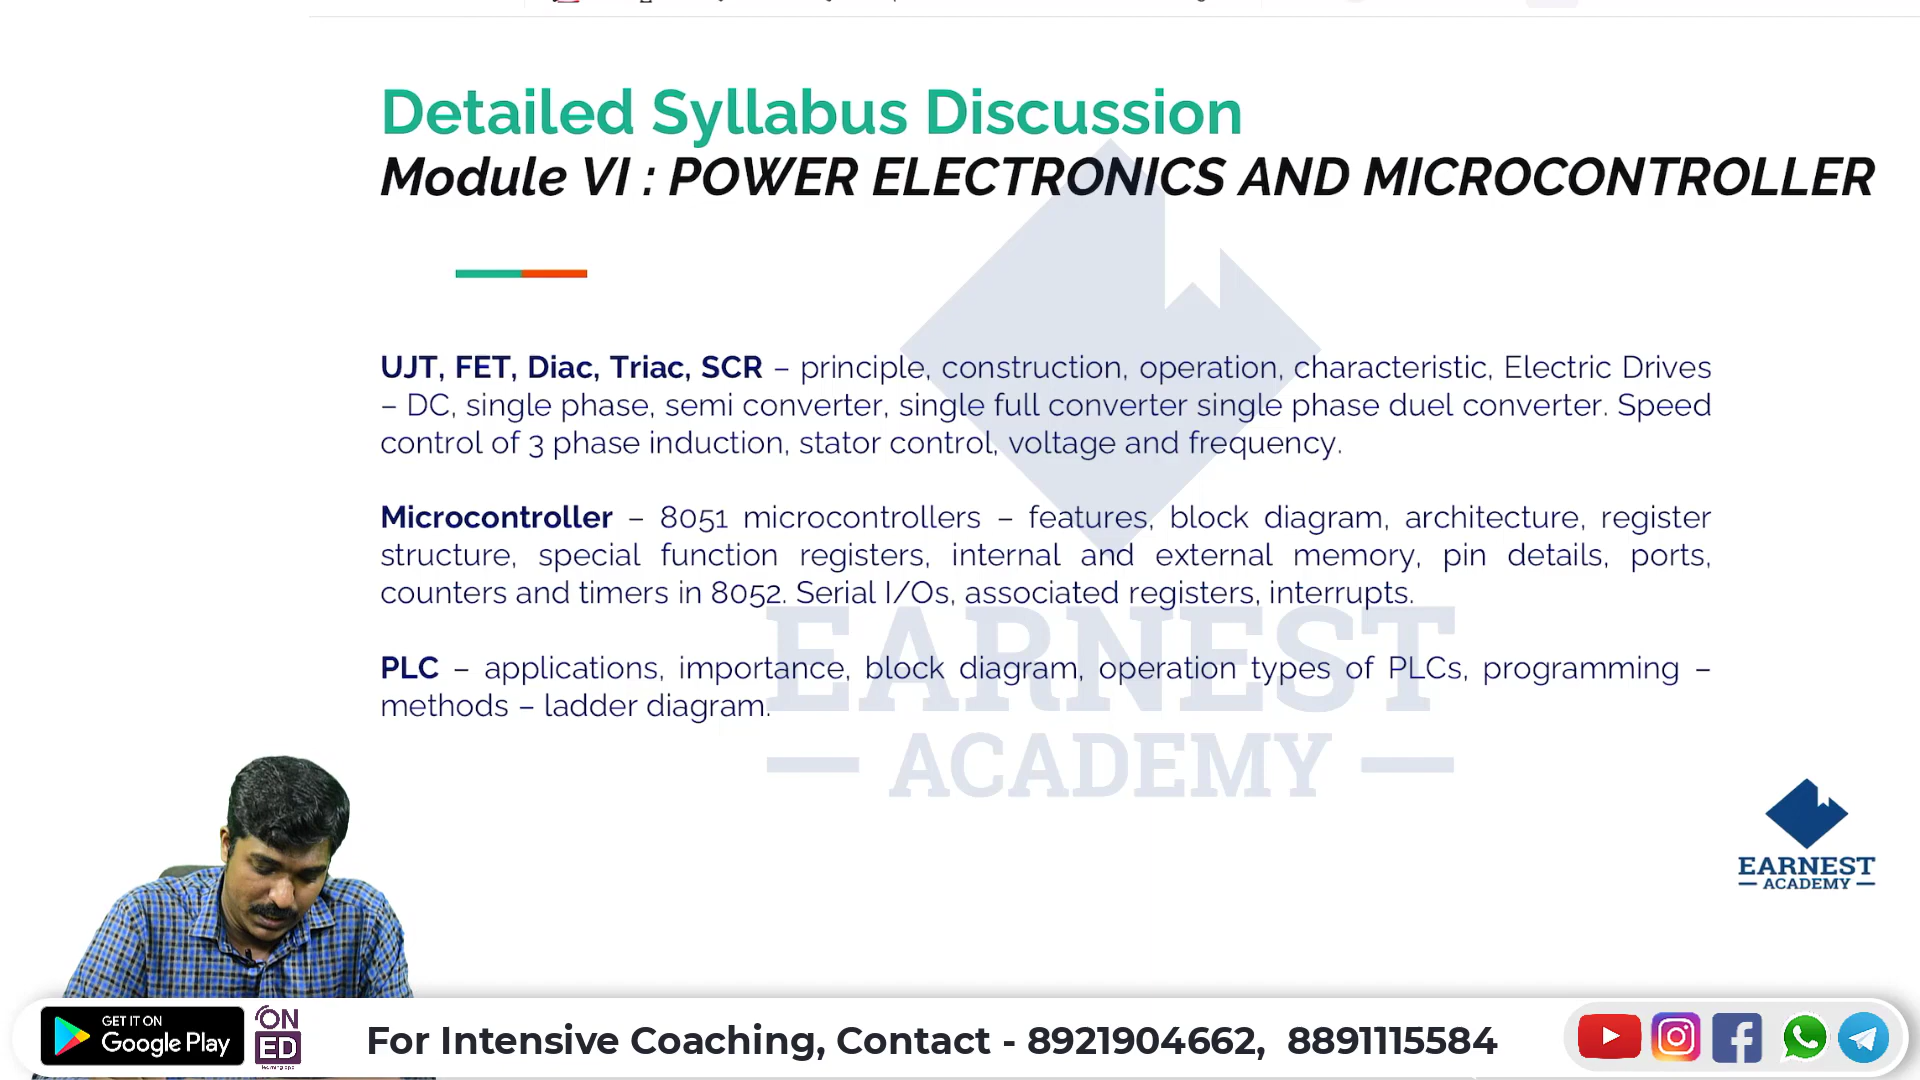 Detailed Syllabus Discussion
Module VI : POWER ELECTRONICS AND MICROCONTROLLER
UJT, FET, Diac, Triac, SCR – principle, construction, operation, characteristic, Electric Drives
– DC, single phase, semi converter, single full converter single phase duel converter. Speed
control of 3 phase induction, stator control, voltage and frequency.
Microcontroller – 8051 microcontrollers – features, block diagram, architecture, register
structure, special function registers, internal and external memory, pin details, ports,
counters and timers in 8052. Serial I/Os, associated registers, interrupts.
PLC – applications, importance, block diagram, operation types of PLCs, programming –
methods – ladder diagram.
EARNEST
ACADEMY
EARNEST
ACADEMY
GET IT ON
Google Play
ON
ED
learning app
For Intensive Coaching, Contact - 8921904662, 8891115584